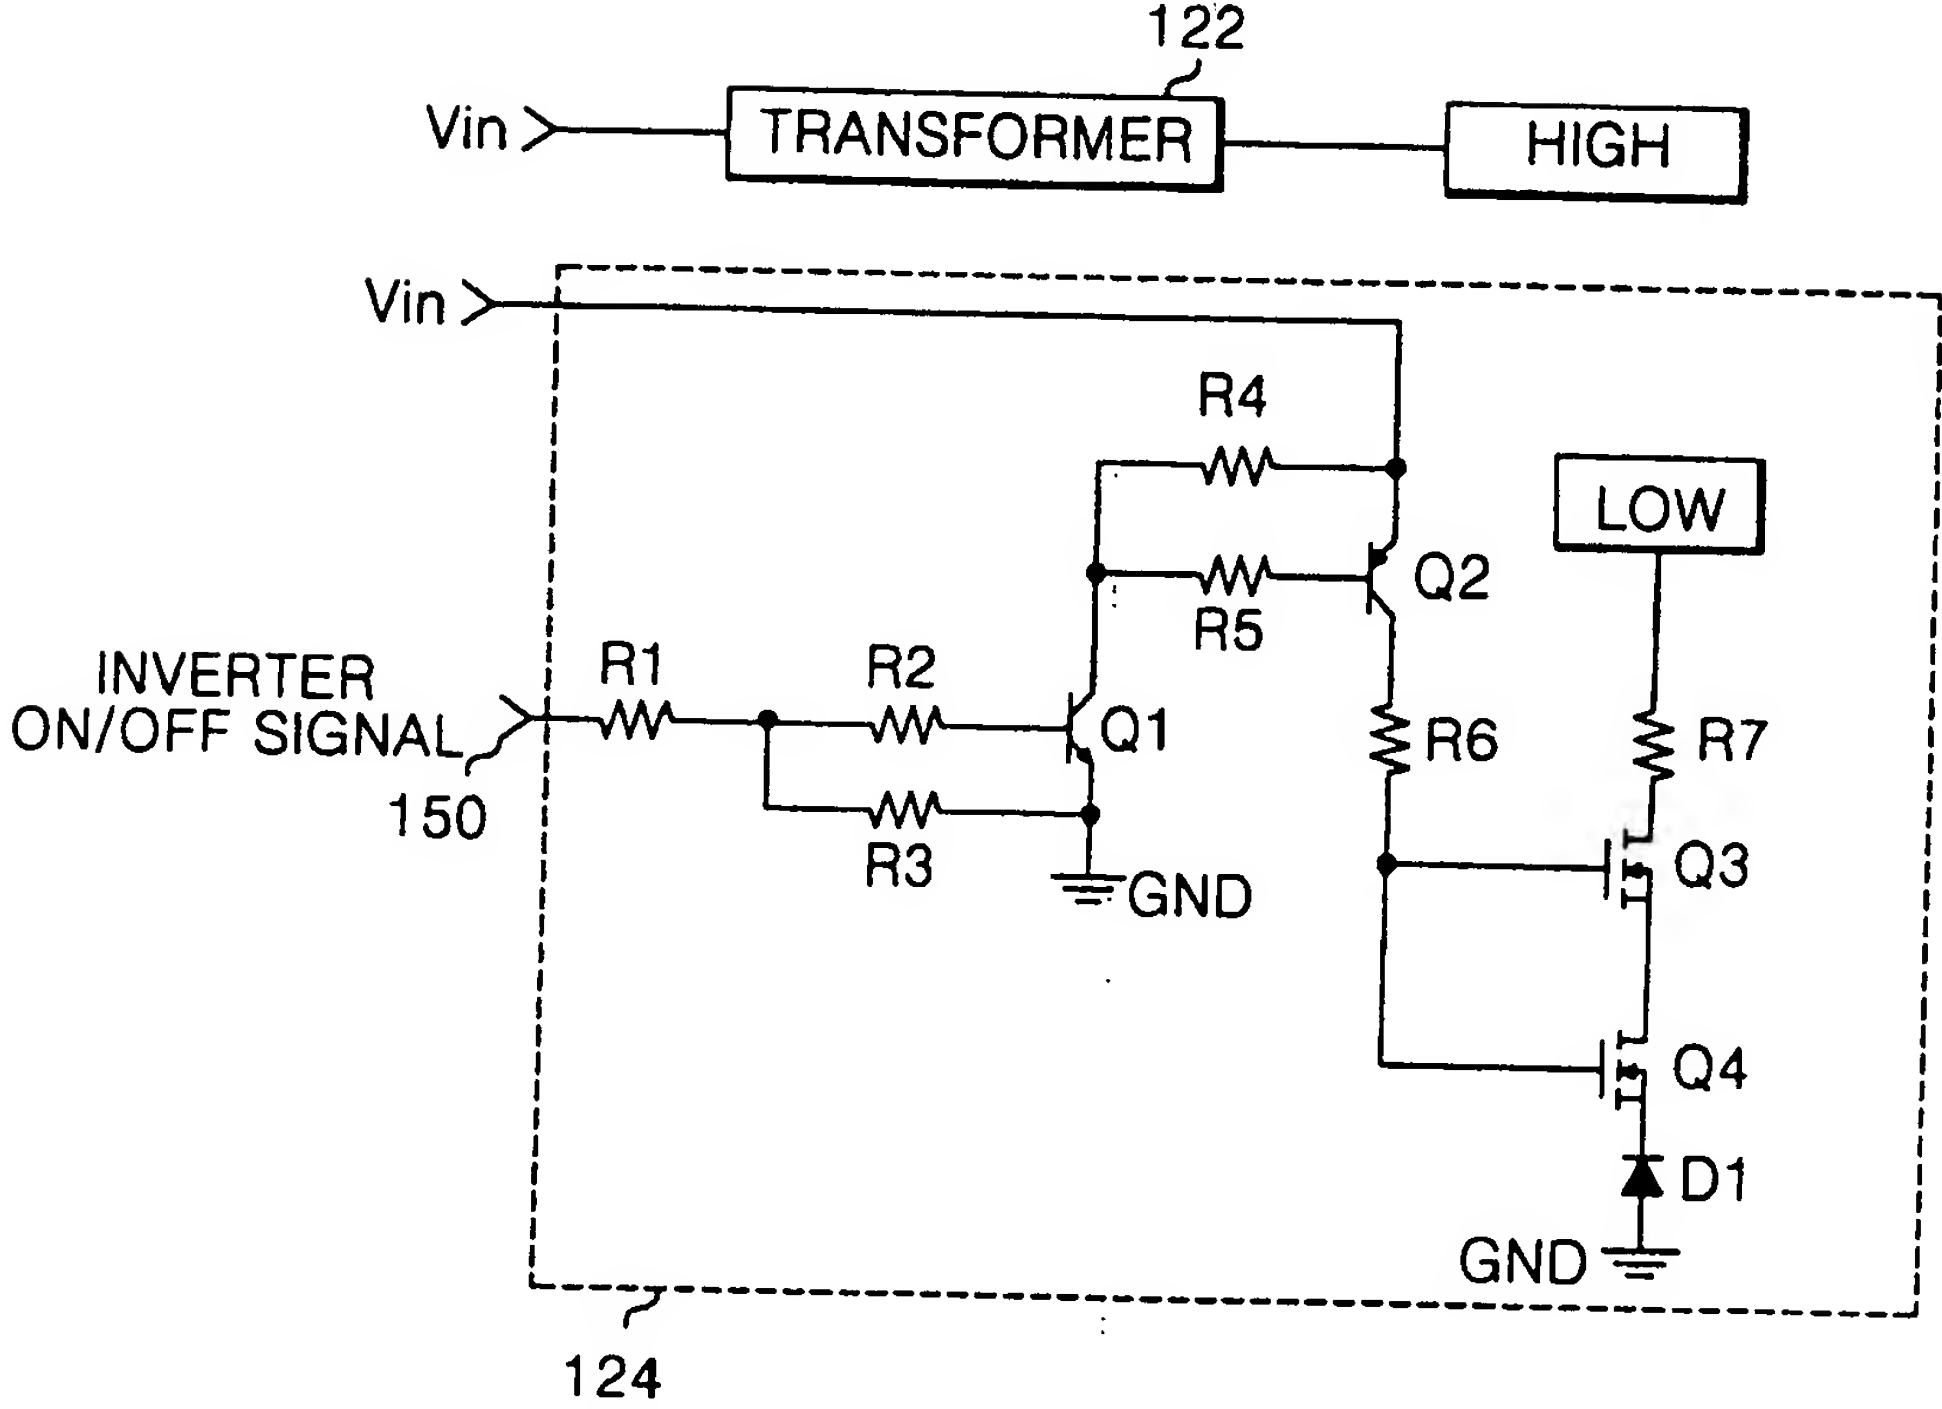 122
Vin
TRANSFORMER
HIGH
Vin
R4
LOW
R5
Q2
INVERTER
ON/OFF SIGNAL
150
R1
R2
Q1
R3
GND
R6
R7
Q3
Q4
D1
GND
124